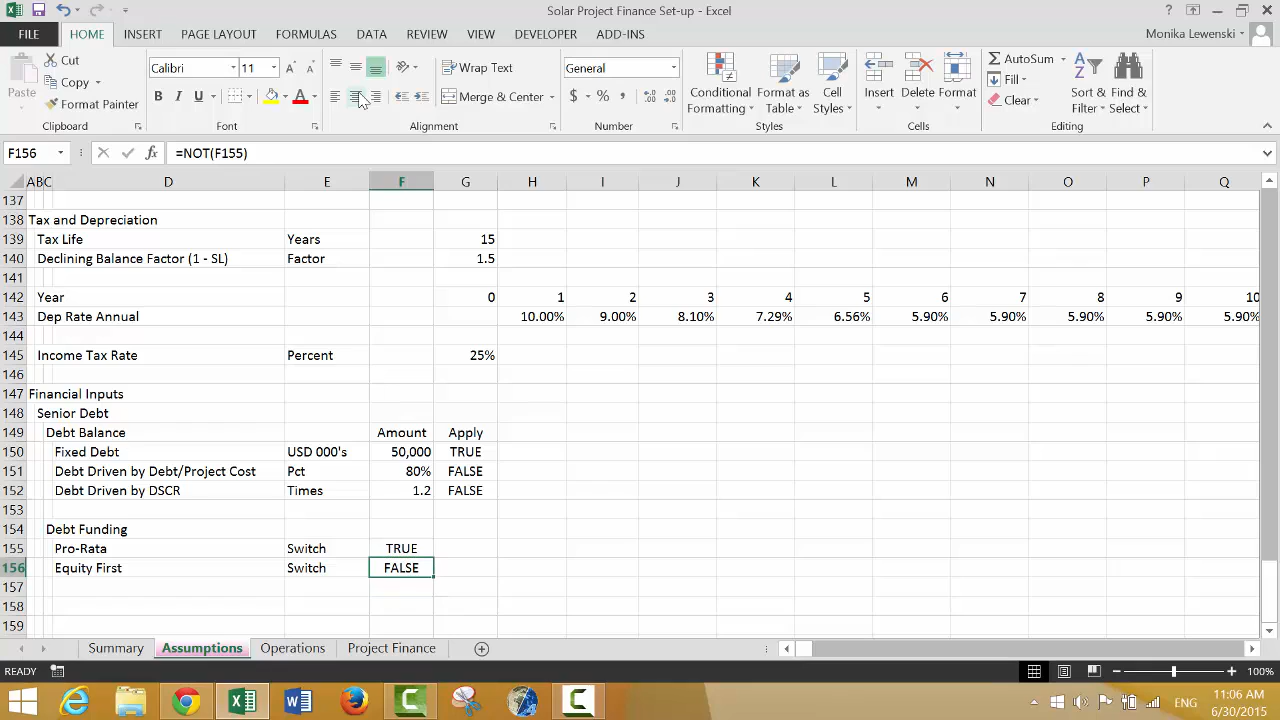 Solar Project Finance Set-up - Excel
FILE HOME INSERT PAGE LAYOUT FORMULAS DATA REVIEW VIEW DEVELOPER ADD-INS Monika Lewenski
Paste Cut Copy Format Painter Clipboard
Calibri 11 B I U A Font
Wrap Text Merge & Center Alignment
General $ % , Number
Conditional Formatting Format as Table Cell Styles Styles
Insert Delete Format Cells
AutoSum Fill Clear Sort & Filter Find & Select Editing
F156 fx =NOT(F155)
A B C D E F G H I J K L M N O P Q
137
138 Tax and Depreciation
139 Tax Life Years 15
140 Declining Balance Factor (1 - SL) Factor 1.5
141
142 Year 0 1 2 3 4 5 6 7 8 9 10
143 Dep Rate Annual 10.00% 9.00% 8.10% 7.29% 6.56% 5.90% 5.90% 5.90% 5.90% 5.90%
144
145 Income Tax Rate Percent 25%
146
147 Financial Inputs
148 Senior Debt
149 Debt Balance Amount Apply
150 Fixed Debt USD 000's 50,000 TRUE
151 Debt Driven by Debt/Project Cost Pct 80% FALSE
152 Debt Driven by DSCR Times 1.2 FALSE
153
154 Debt Funding
155 Pro-Rata Switch TRUE
156 Equity First Switch FALSE
157
158
159
Summary Assumptions Operations Project Finance
READY 100%
ENG 11:06 AM
6/30/2015